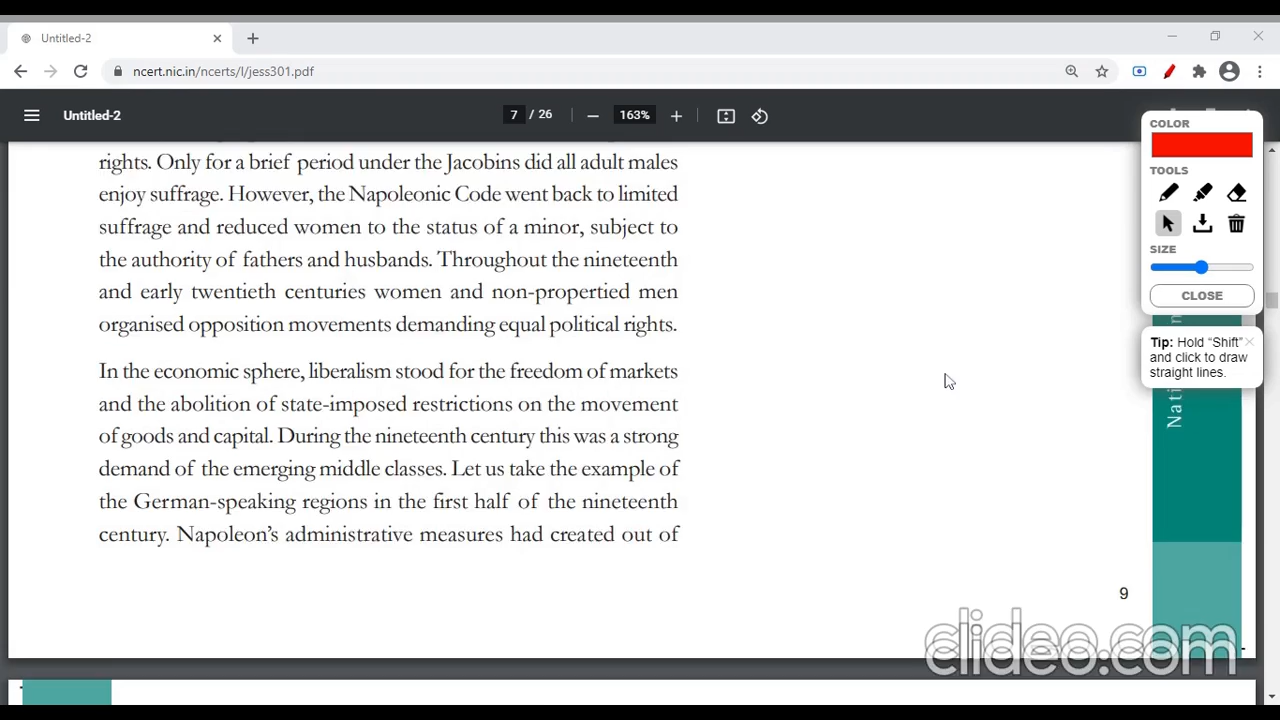 Untitled-2
ncert.nic.in/ncerts/l/jess301.pdf
Untitled-2
7 / 26
163%
rights. Only for a brief period under the Jacobins did all adult males
enjoy suffrage. However, the Napoleonic Code went back to limited
suffrage and reduced women to the status of a minor, subject to
the authority of fathers and husbands. Throughout the nineteenth
and early twentieth centuries women and non-propertied men
organised opposition movements demanding equal political rights.
In the economic sphere, liberalism stood for the freedom of markets
and the abolition of state-imposed restrictions on the movement
of goods and capital. During the nineteenth century this was a strong
demand of the emerging middle classes. Let us take the example of
the German-speaking regions in the first half of the nineteenth
century. Napoleon's administrative measures had created out of
9
COLOR
TOOLS
SIZE
CLOSE
Tip: Hold "Shift"
and click to draw
straight lines.
Nati
clideo.com